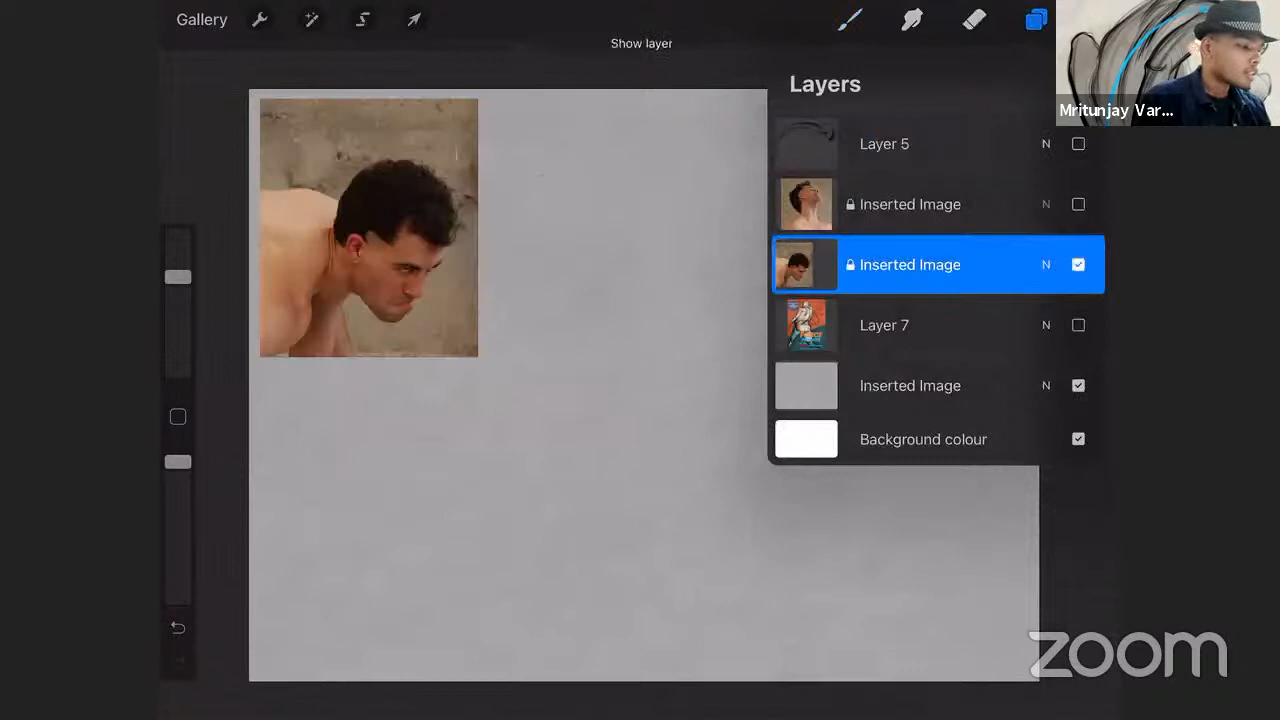 Gallery
Show layer
Layers
Mritunjay Var...
Layer 5 N
Inserted Image N
Inserted Image N
Layer 7 N
Inserted Image N
Background colour
zoom